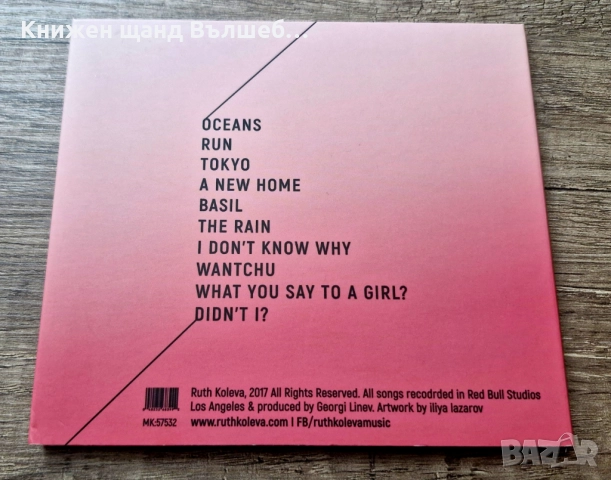 Книжен щанд Вълшеб...
OCEANS
RUN
TOKYO
A NEW HOME
BASIL
THE RAIN
I DON'T KNOW WHY
WANTCHU
WHAT YOU SAY TO A GIRL?
DIDN'T I?
Ruth Koleva, 2017 All Rights Reserved. All songs recodrded in Red Bull Studios
Los Angeles & produced by Georgi Linev. Artwork by iliya lazarov
MK:57532
www.ruthkoleva.com | FB/ruthkolevamusic
bazar.bg